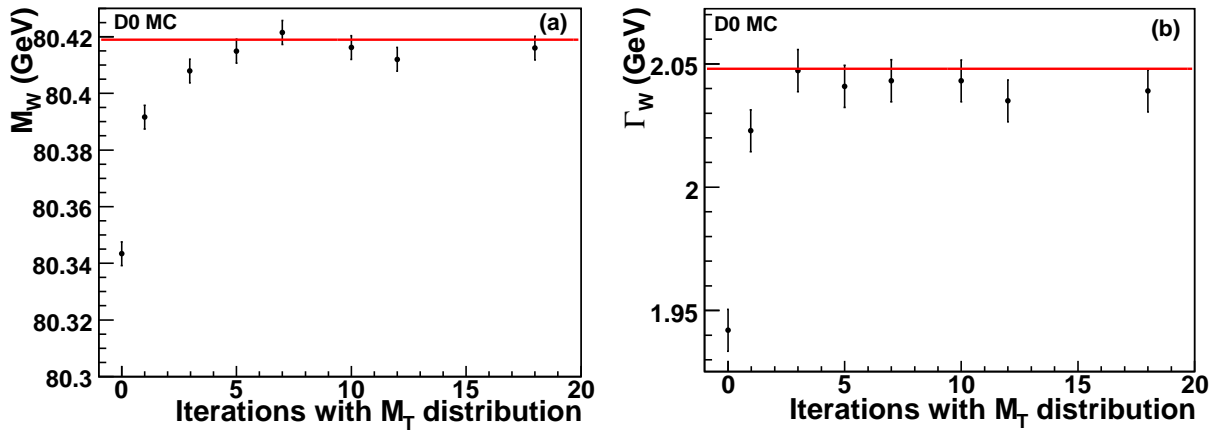 D0 MC
(a)
M_W (GeV)
80.42
80.4
80.38
80.36
80.34
80.32
80.3
0 5 10 15 20
Iterations with M_T distribution
D0 MC
(b)
Γ_W (GeV)
2.05
2
1.95
0 5 10 15 20
Iterations with M_T distribution